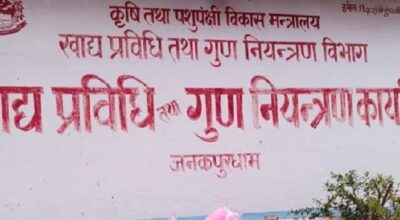 कृषि तथा पशुपंक्षी विकास मन्त्रालय
खाद्य प्रविधि तथा गुण नियन्त्रण विभाग
प्रविधि तथा गुण नियन्त्रण
जनकपुरधाम